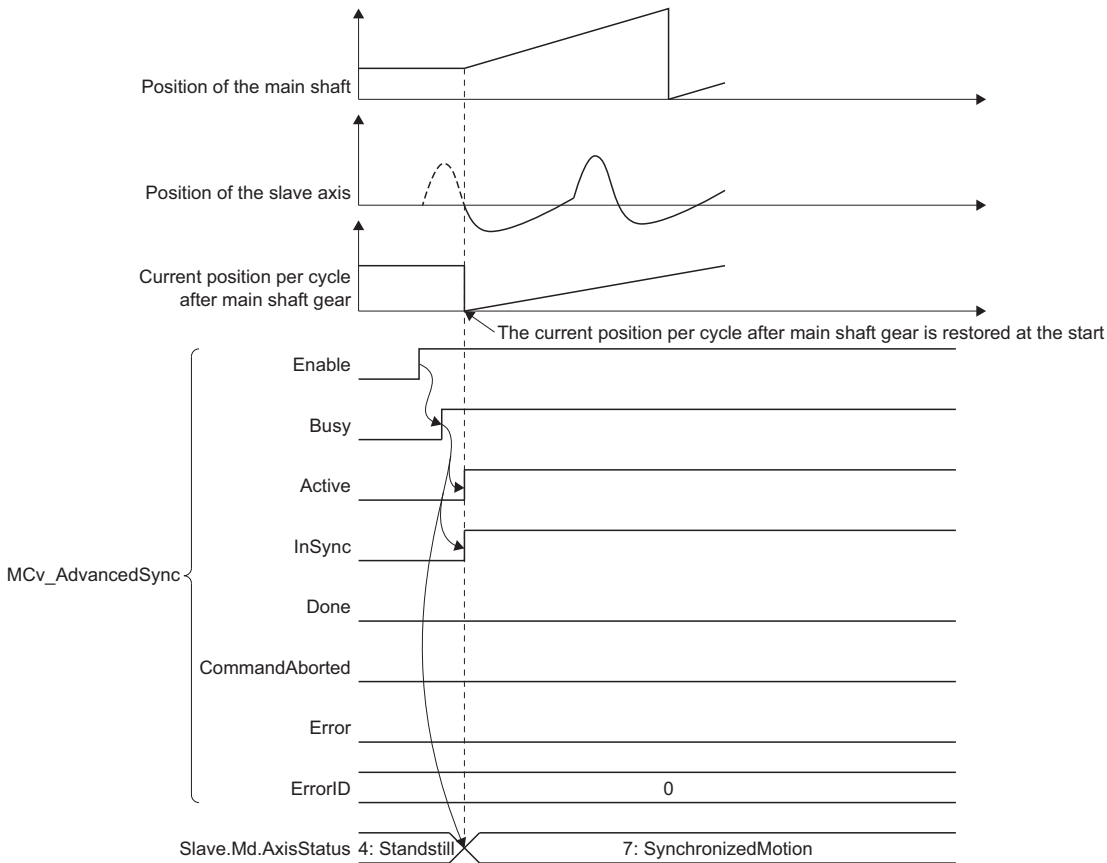 Position of the main shaft
Position of the slave axis
Current position per cycle
after main shaft gear
The current position per cycle after main shaft gear is restored at the start
Enable
Busy
Active
InSync
MCv_AdvancedSync
Done
CommandAborted
Error
ErrorID
0
Slave.Md.AxisStatus 4: Standstill 7: SynchronizedMotion